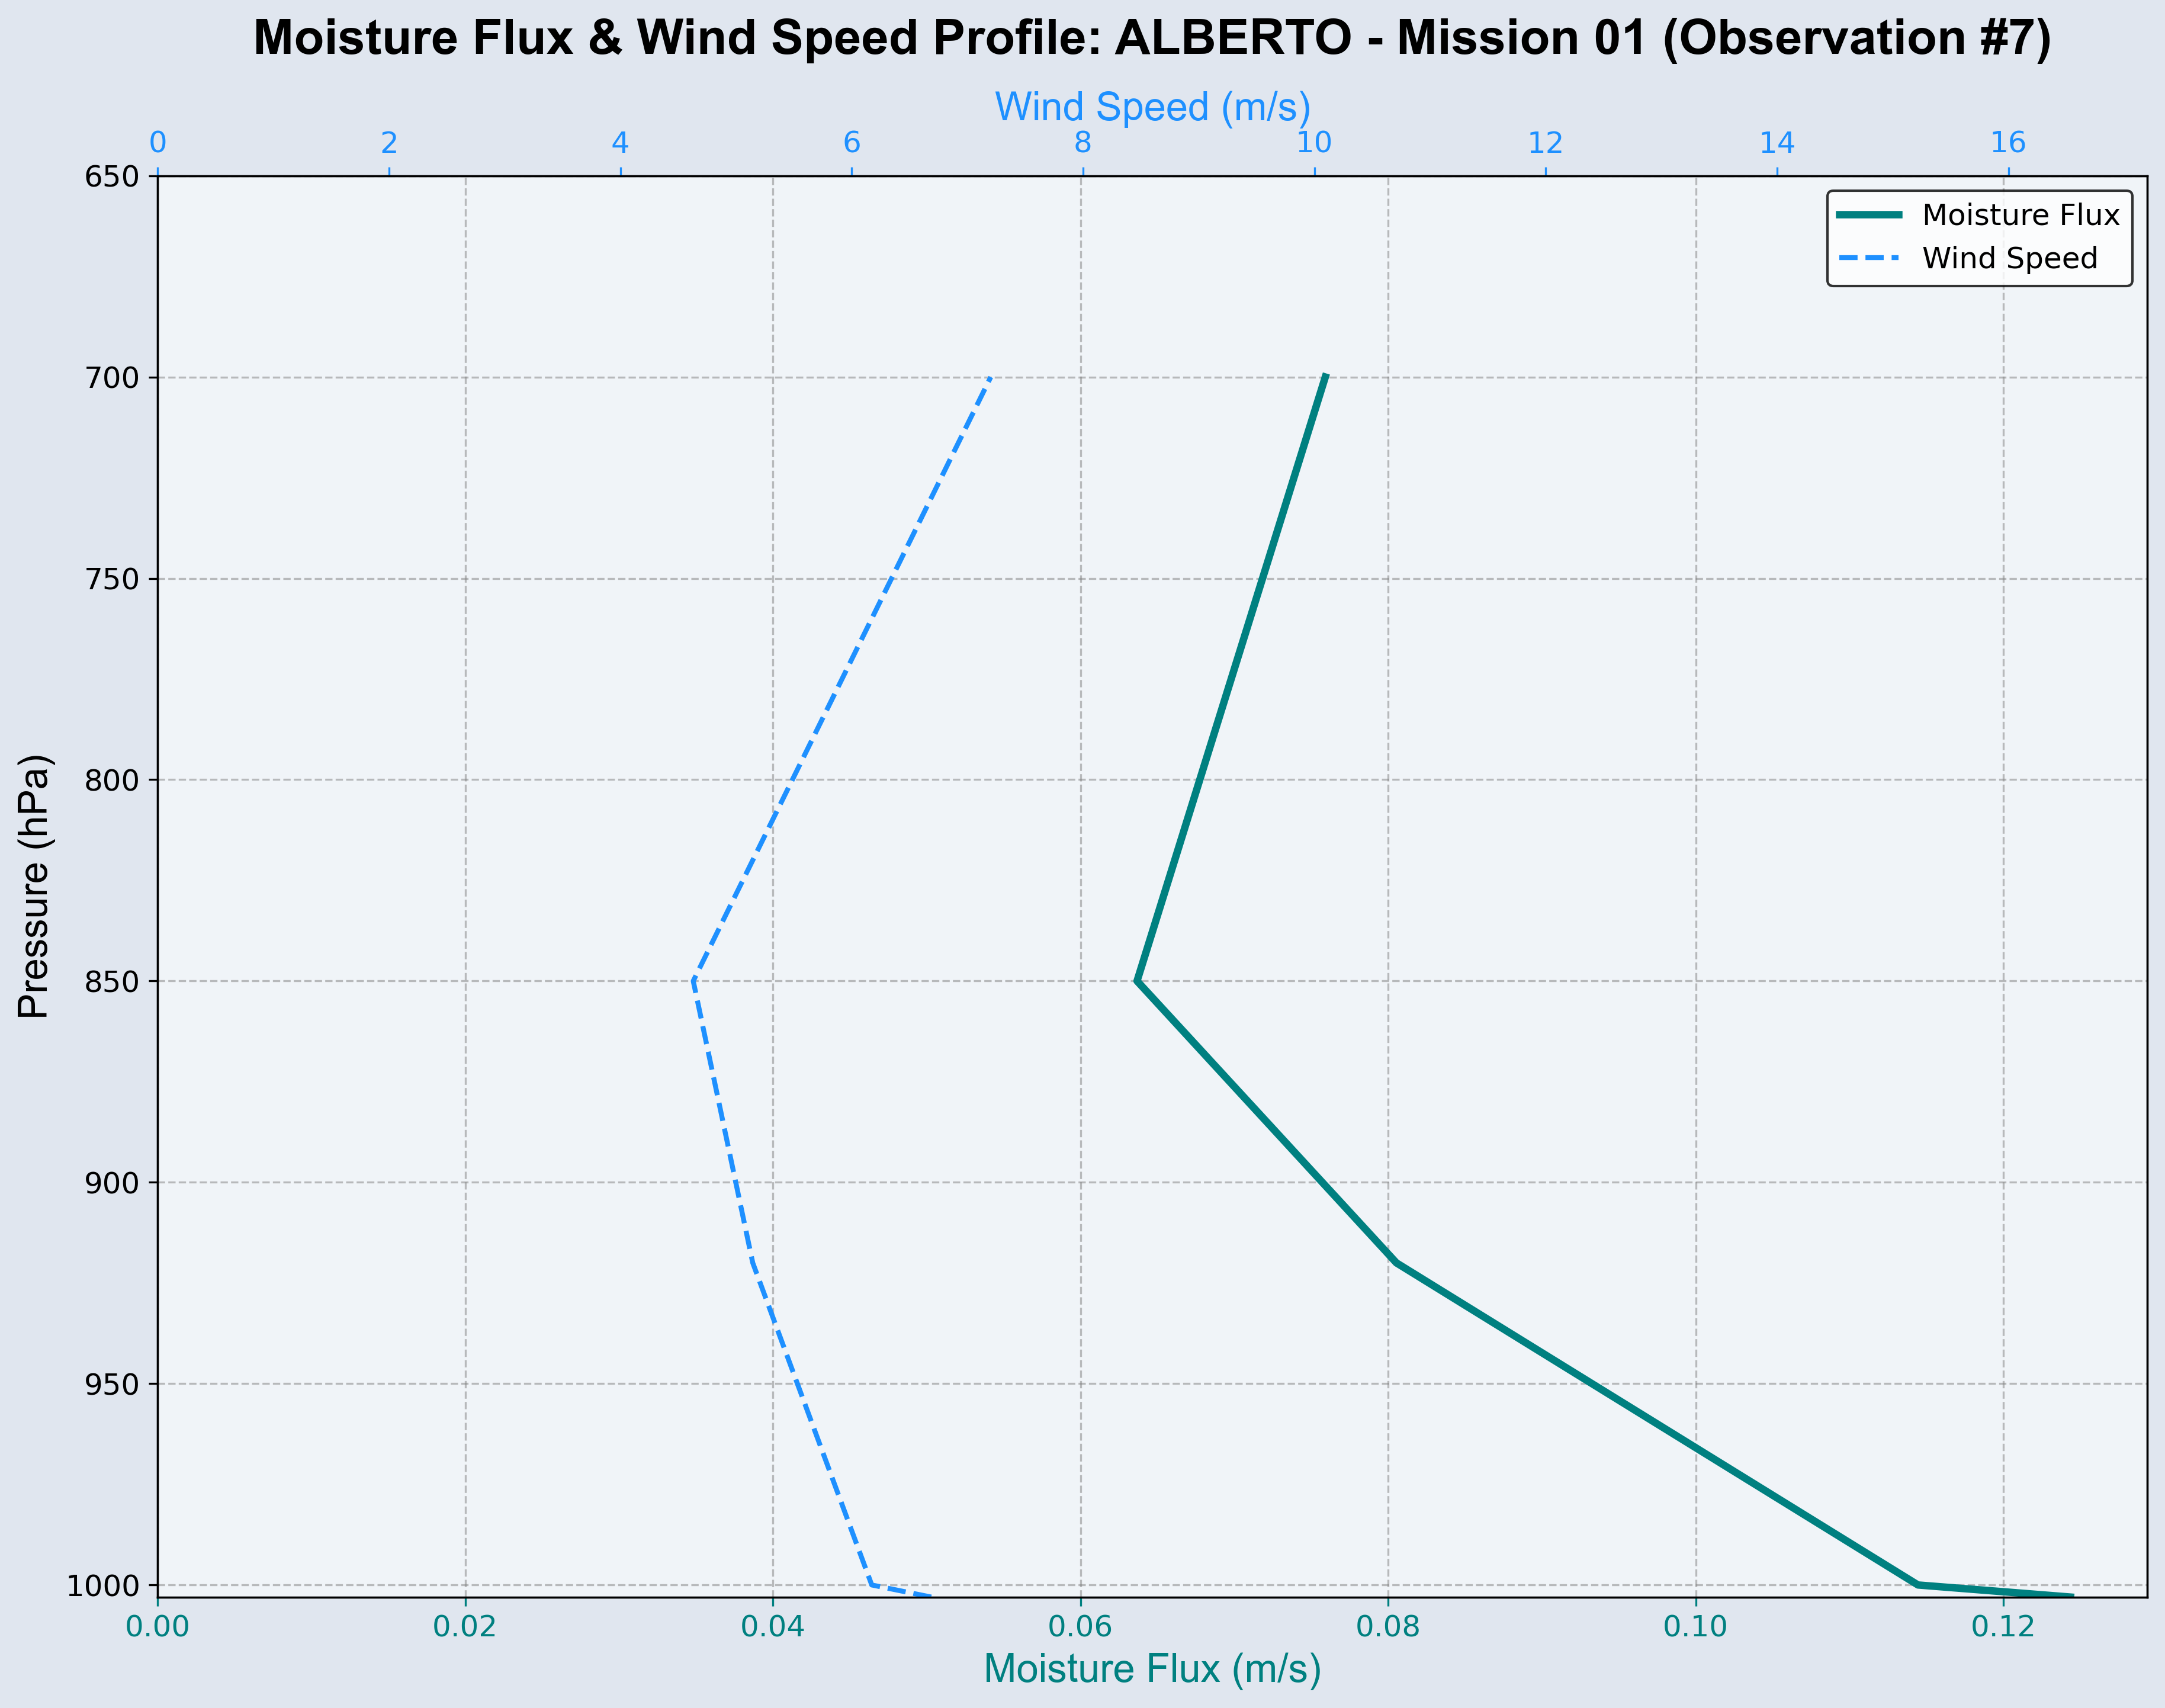 Moisture Flux & Wind Speed Profile: ALBERTO - Mission 01 (Observation #7)
Wind Speed (m/s)
0 2 4 6 8 10 12 14 16
Moisture Flux
Wind Speed
Pressure (hPa)
650
700
750
800
850
900
950
1000
0.00 0.02 0.04 0.06 0.08 0.10 0.12
Moisture Flux (m/s)